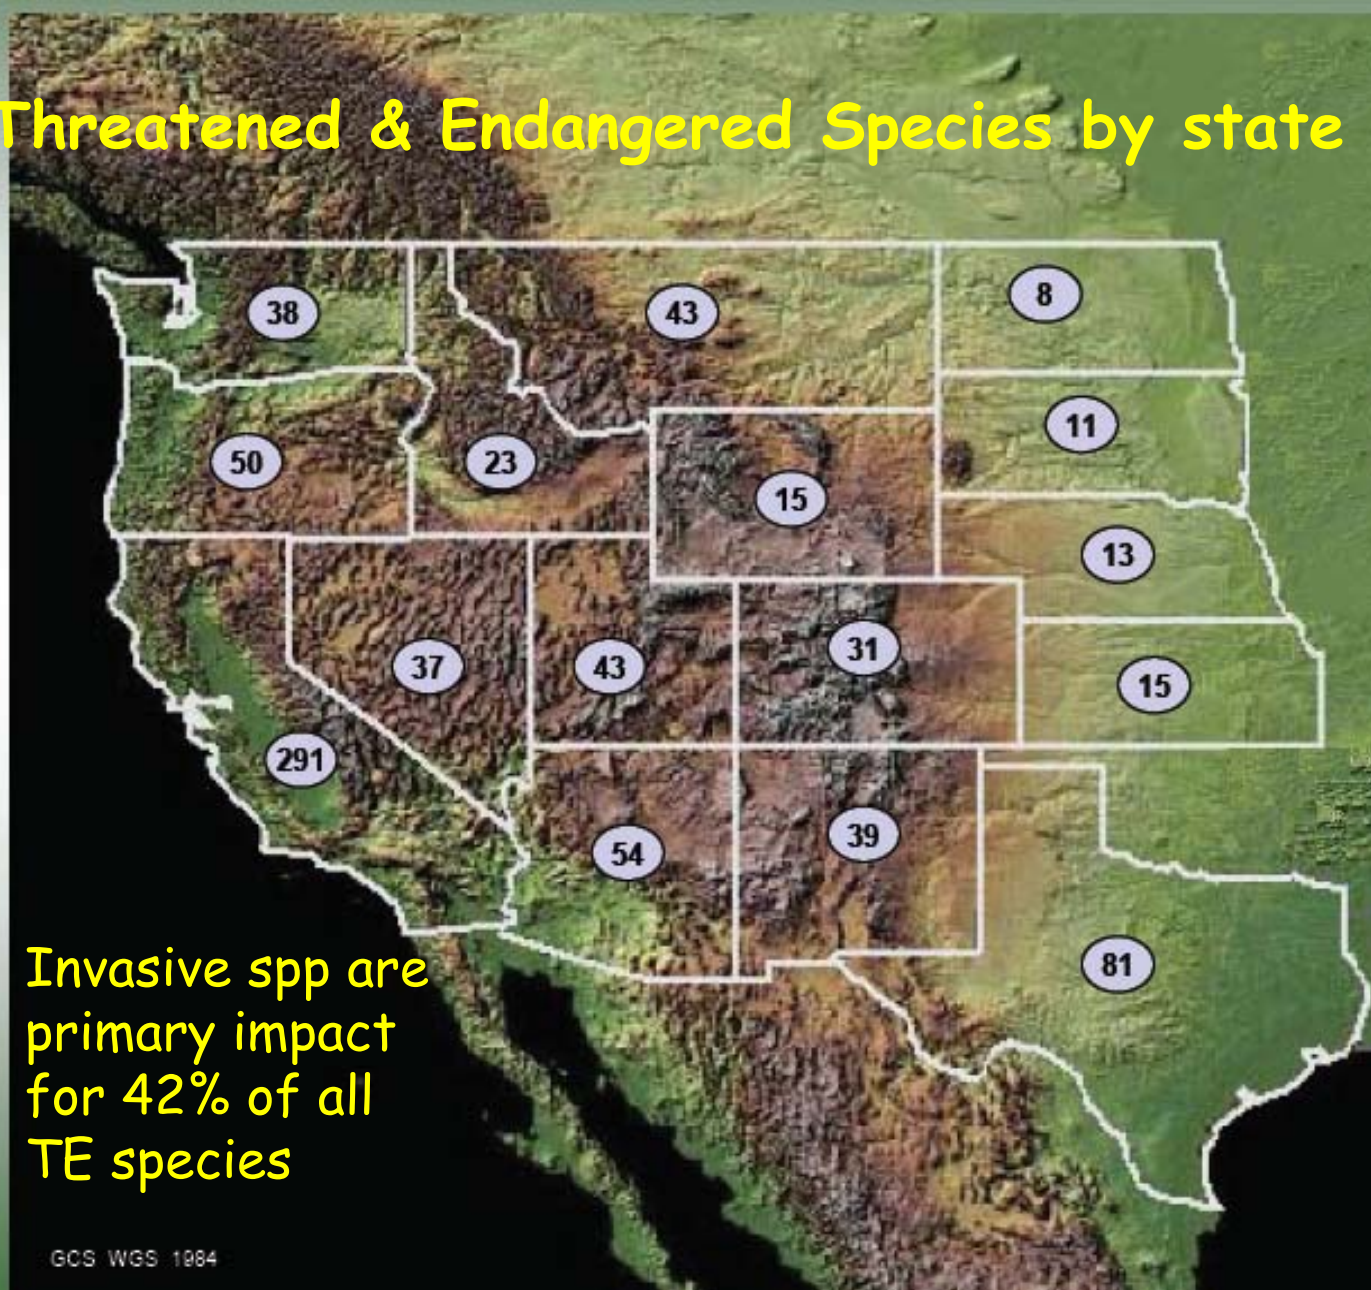 Threatened & Endangered Species by state
38
43
8
11
50
23
15
13
37
43
31
15
291
54
39
81
Invasive spp are
primary impact
for 42% of all
TE species
GCS WGS 1984